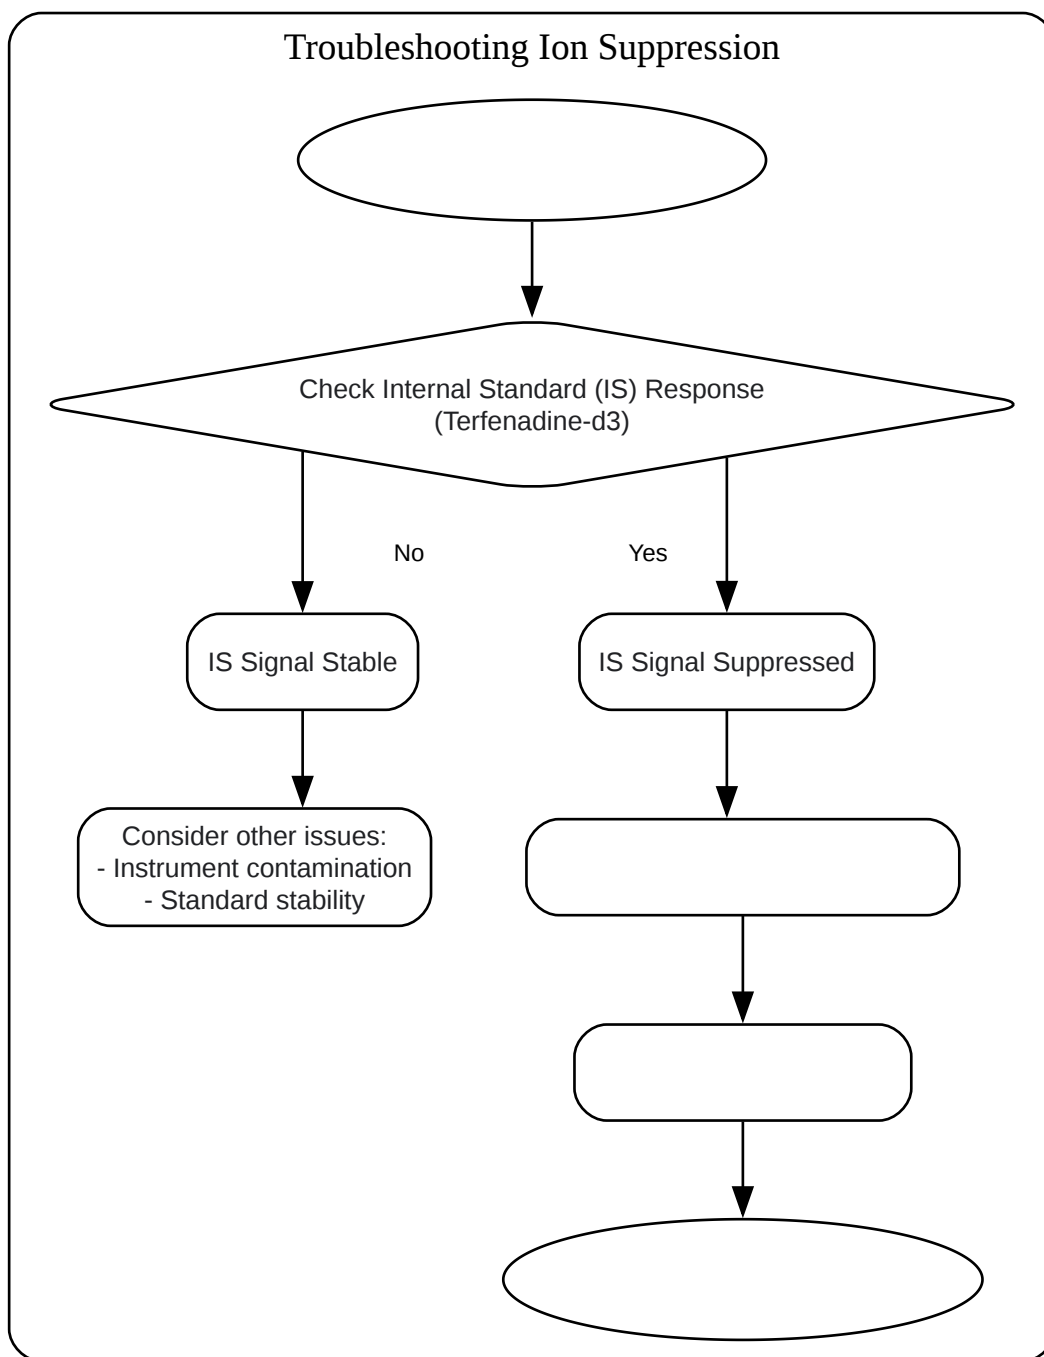 Troubleshooting Ion Suppression
Check Internal Standard (IS) Response
(Terfenadine-d3)
No
Yes
IS Signal Stable
IS Signal Suppressed
Consider other issues:
- Instrument contamination
- Standard stability